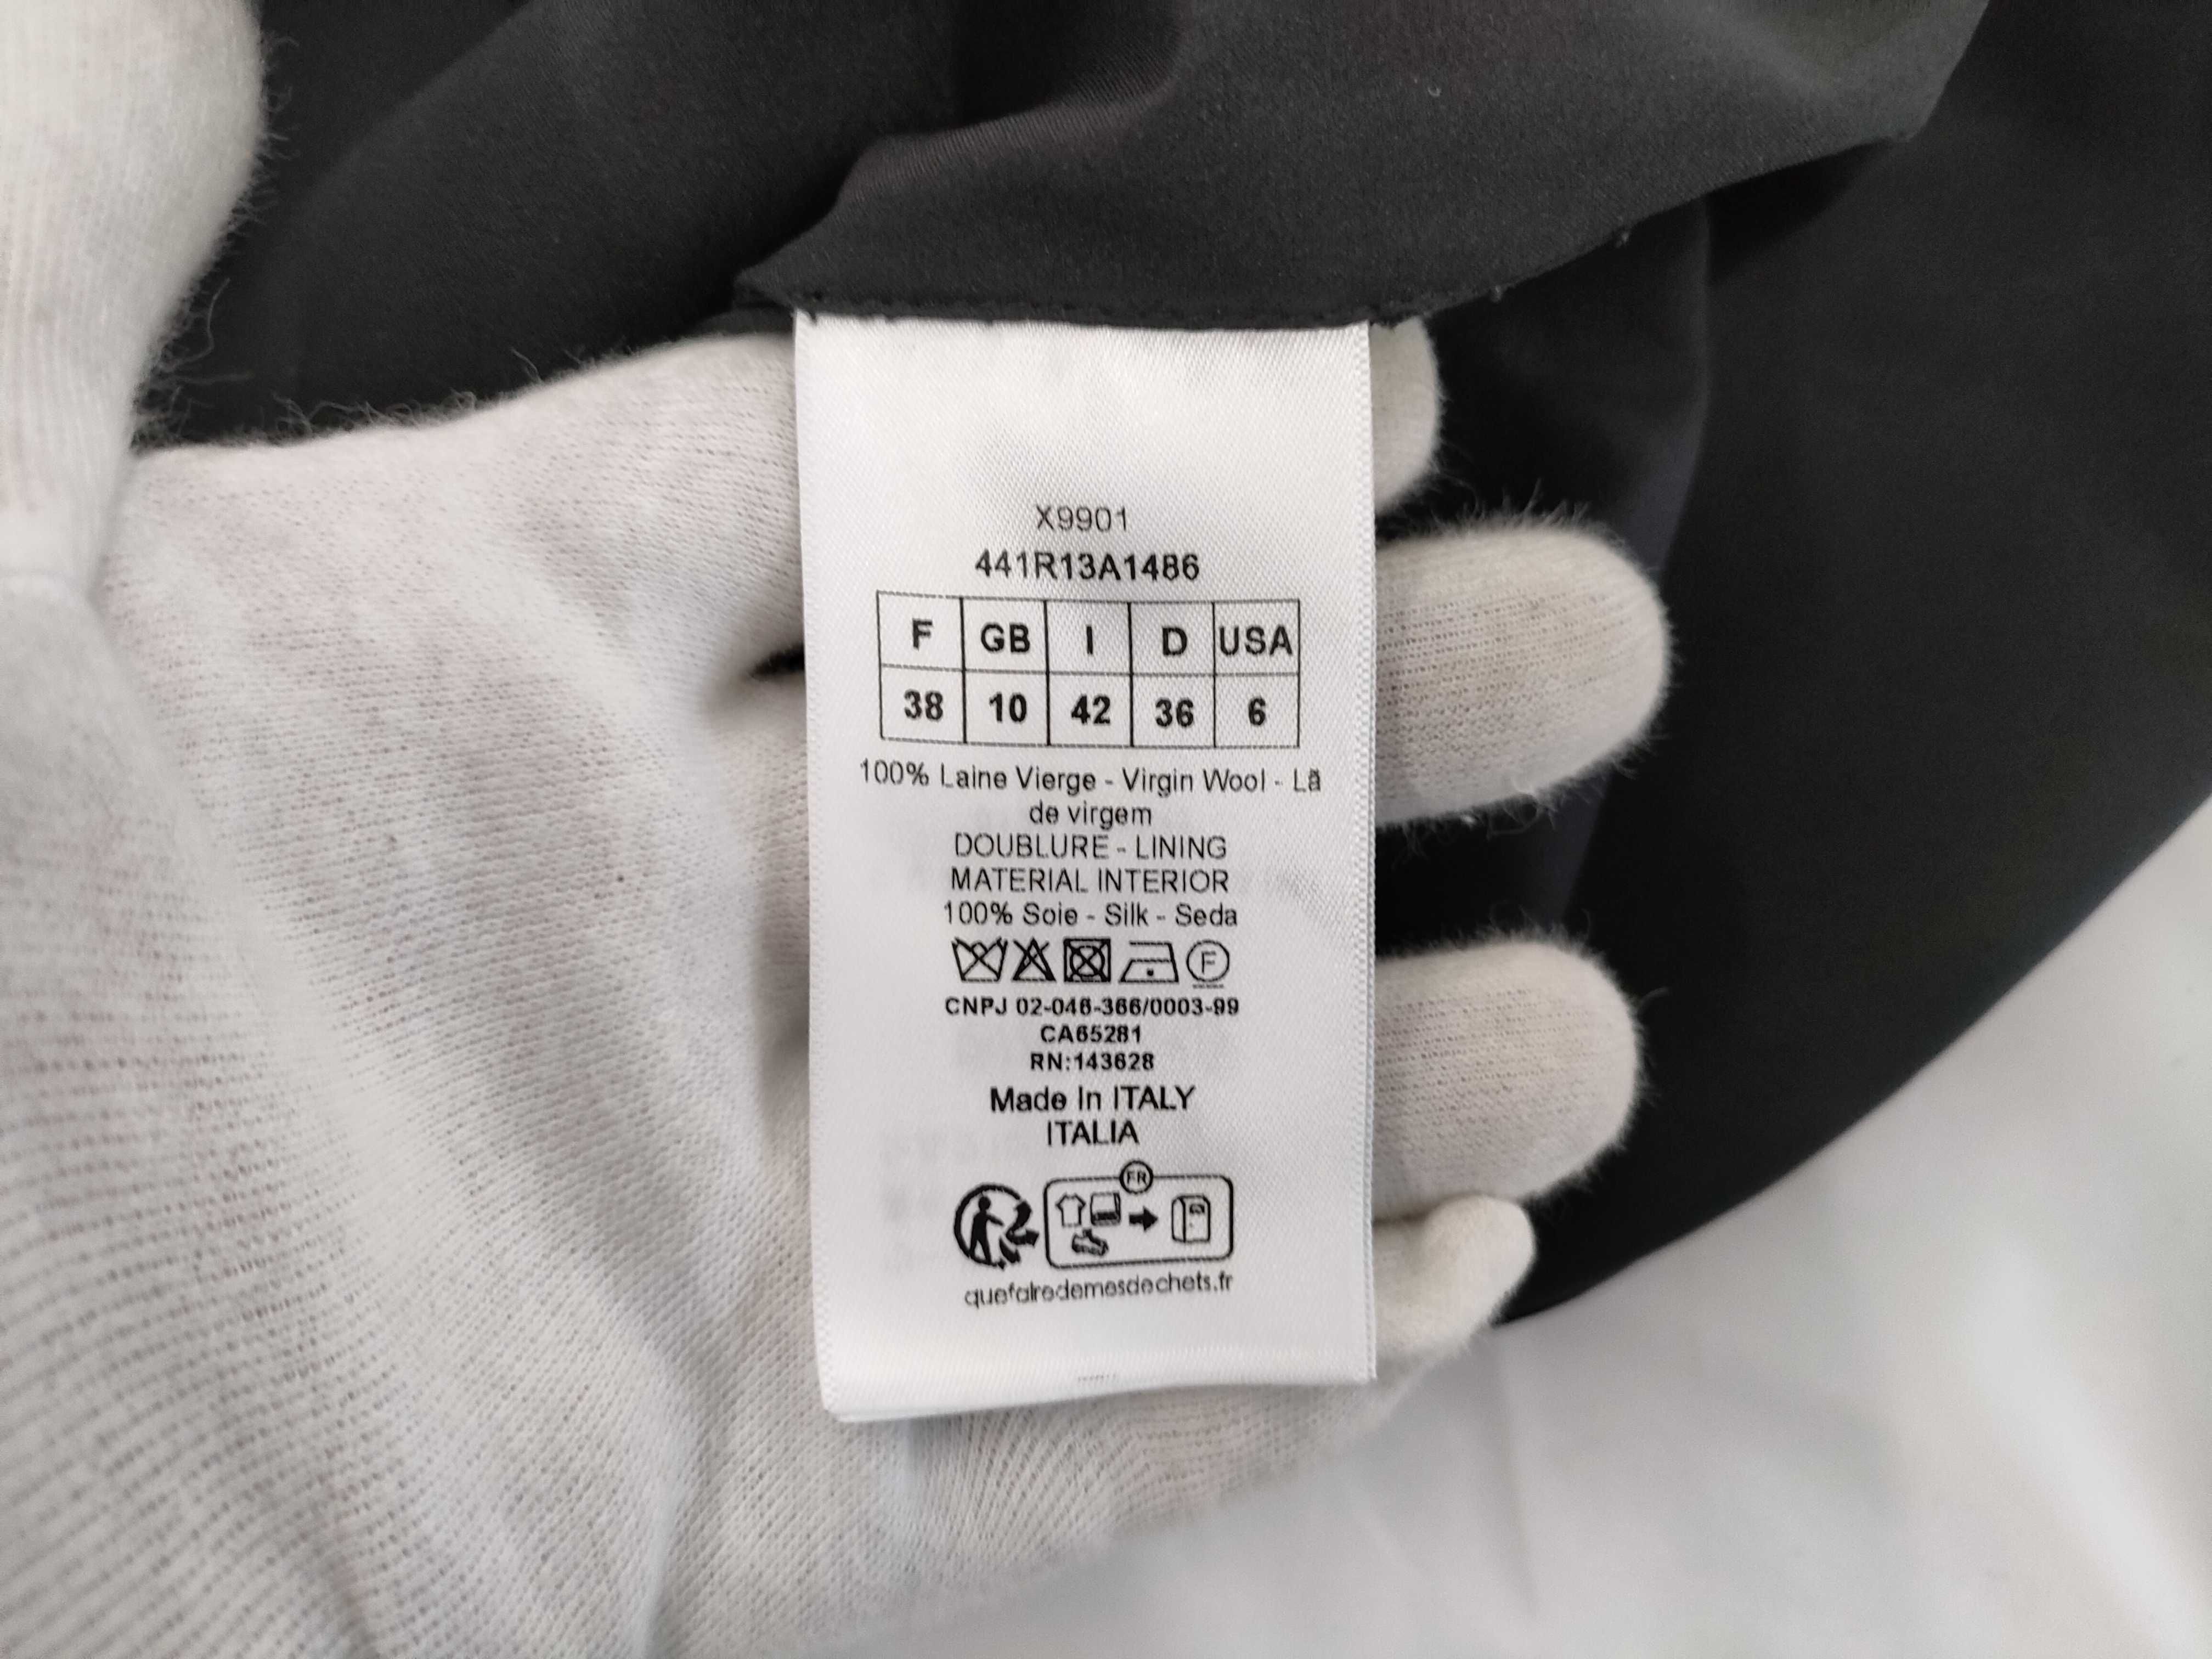 X9901
441R13A1486
F GB I D USA
38 10 42 36 6
100% Laine Vierge - Virgin Wool - Lã
de virgem
DOUBLURE - LINING
MATERIAL INTERIOR
100% Soie - Silk - Seda
F
CNPJ 02-046-366/0003-99
CA65281
RN:143628
Made In ITALY
ITALIA
FR
quefairedemesdechets.fr